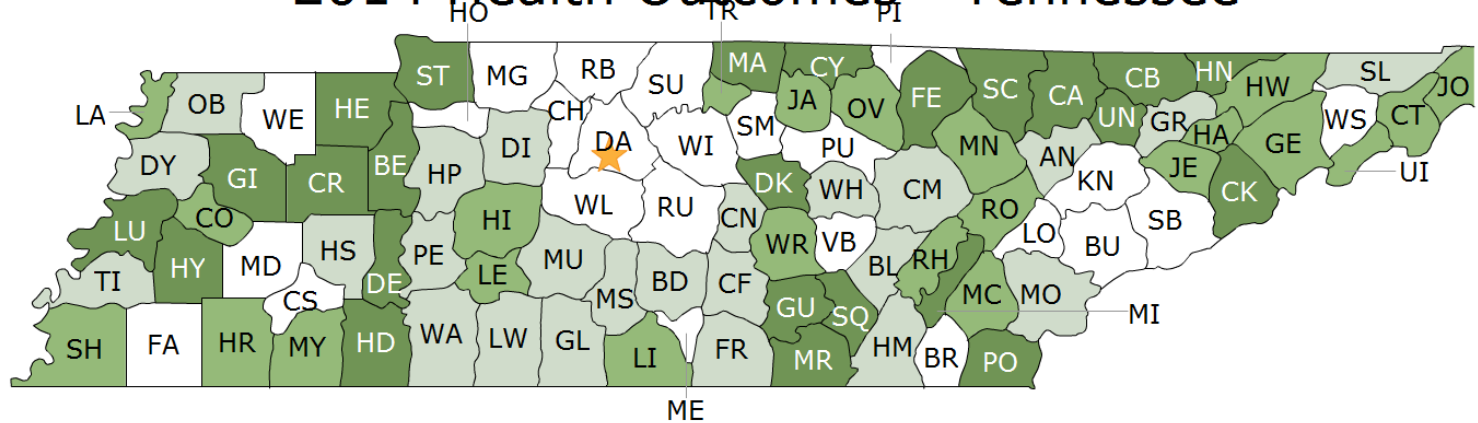 2014 Health Outcomes - Tennessee
HO TR PI
ST MG RB SU MA CY FE SC CA CB HN HW SL JO
LA OB WE HE CH DA WI SM JA OV UN GR HA WS CT
DY GI CR BE HP DI PU MN AN KN JE GE UI
LU CO HI WL RU DK WH CM RO CK
TI HY MD HS DE PE LE MU CN WR VB BL RH LO BU SB
CS MS BD CF GU SQ MC MO MI
SH FA HR MY HD WA LW GL LI FR MR HM BR PO
ME